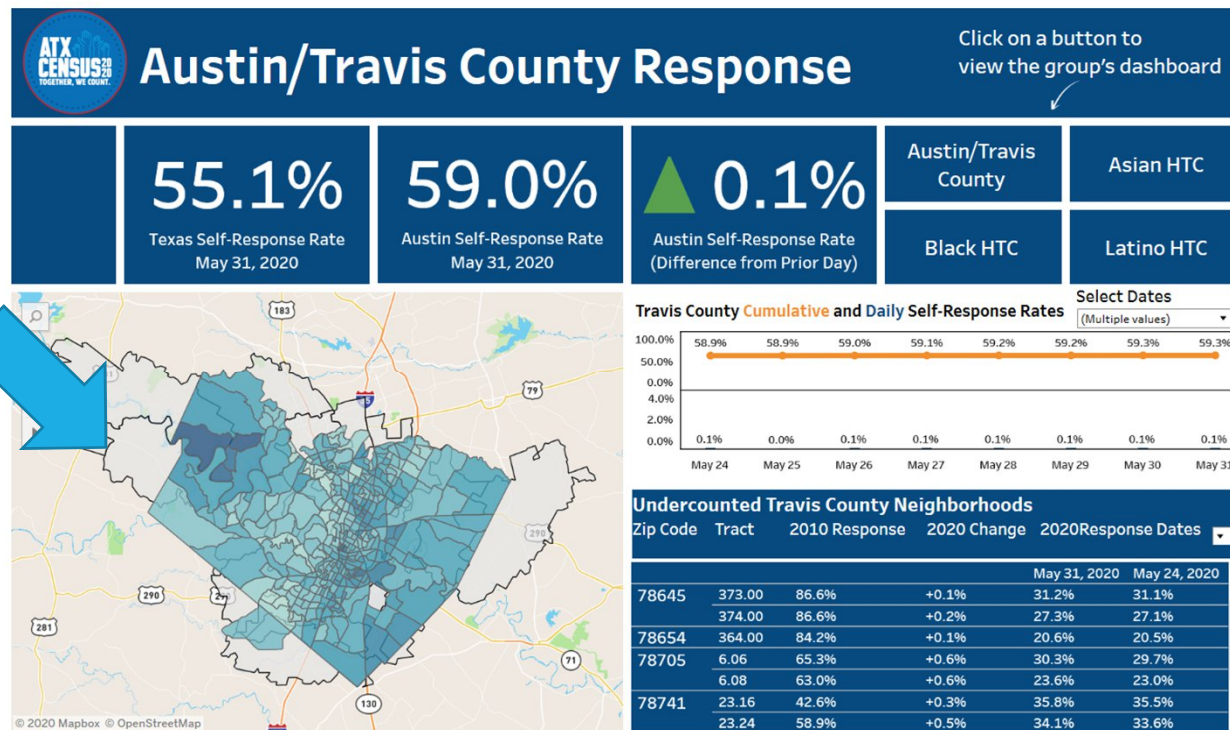 ATX
CENSUS 2020
TOGETHER, WE COUNT.
Austin/Travis County Response
Click on a button to
view the group's dashboard
55.1%
Texas Self-Response Rate
May 31, 2020
59.0%
Austin Self-Response Rate
May 31, 2020
0.1%
Austin Self-Response Rate
(Difference from Prior Day)
Austin/Travis
County
Asian HTC
Black HTC
Latino HTC
183
79
290
290
281
71
130
© 2020 Mapbox © OpenStreetMap
Travis County Cumulative and Daily Self-Response Rates
Select Dates
(Multiple values)
100.0%
50.0%
0.0%
58.9% 58.9% 59.0% 59.1% 59.2% 59.2% 59.3% 59.3%
4.0%
2.0%
0.0%
0.1% 0.0% 0.1% 0.1% 0.1% 0.1% 0.1% 0.1%
May 24 May 25 May 26 May 27 May 28 May 29 May 30 May 31
Undercounted Travis County Neighborhoods
Zip Code Tract 2010 Response 2020 Change 2020Response Dates
May 31, 2020 May 24, 2020
78645 373.00 86.6% +0.1% 31.2% 31.1%
374.00 86.6% +0.2% 27.3% 27.1%
78654 364.00 84.2% +0.1% 20.6% 20.5%
78705 6.06 65.3% +0.6% 30.3% 29.7%
6.08 63.0% +0.6% 23.6% 23.0%
78741 23.16 42.6% +0.3% 35.8% 35.5%
23.24 58.9% +0.5% 34.1% 33.6%